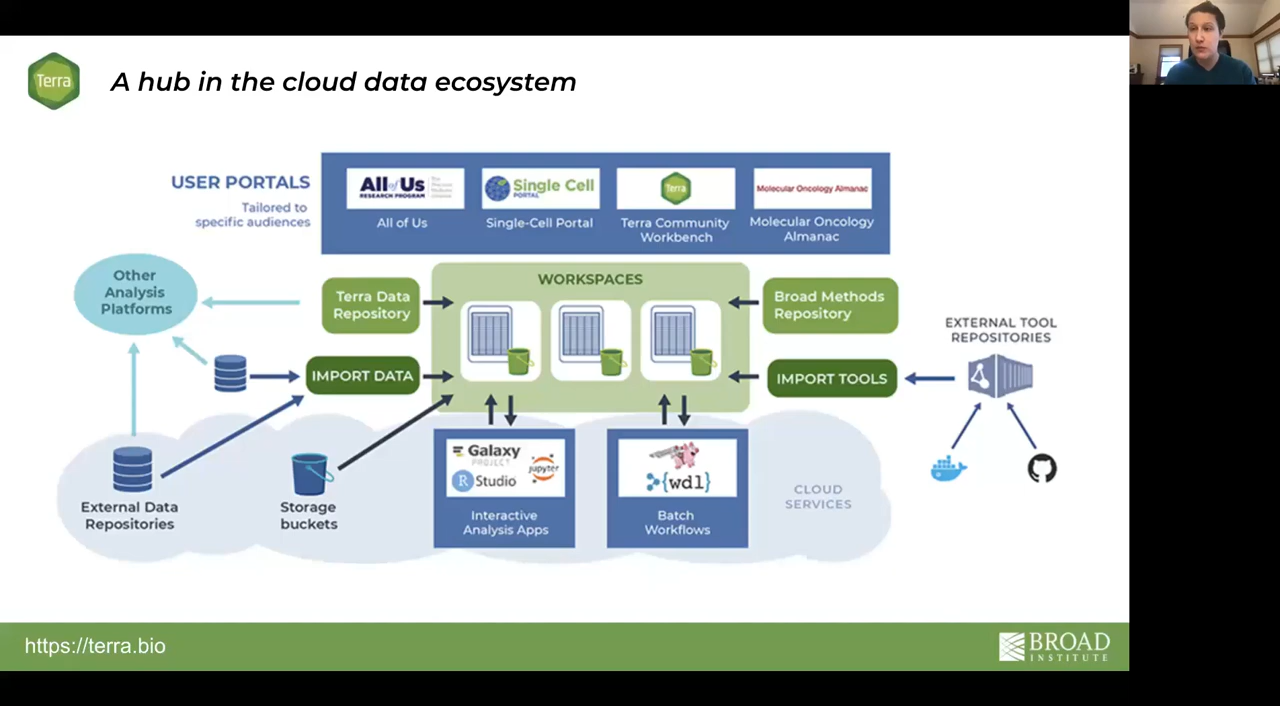 Terra
A hub in the cloud data ecosystem
USER PORTALS
Tailored to
specific audiences
All of Us
RESEARCH PROGRAM
Single Cell
PORTAL
Terra
Molecular Oncology Almanac
All of Us
Single-Cell Portal
Terra Community
Workbench
Molecular Oncology
Almanac
Other
Analysis
Platforms
Terra Data
Repository
WORKSPACES
Broad Methods
Repository
EXTERNAL TOOL
REPOSITORIES
IMPORT DATA
IMPORT TOOLS
External Data
Repositories
Storage
buckets
Galaxy
PROJECT
R Studio
jupyter
Interactive
Analysis Apps
{wdl}
Batch
Workflows
CLOUD
SERVICES
https://terra.bio
BROAD
INSTITUTE